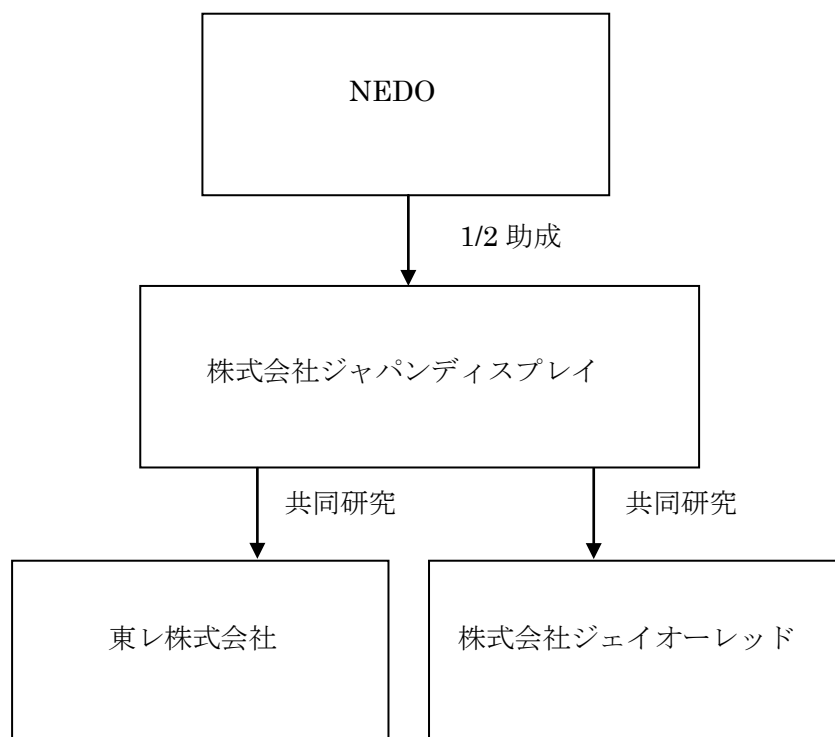 NEDO
1/2 助成
株式会社ジャパンディスプレイ
共同研究
共同研究
東レ株式会社
株式会社ジェイオーレッド